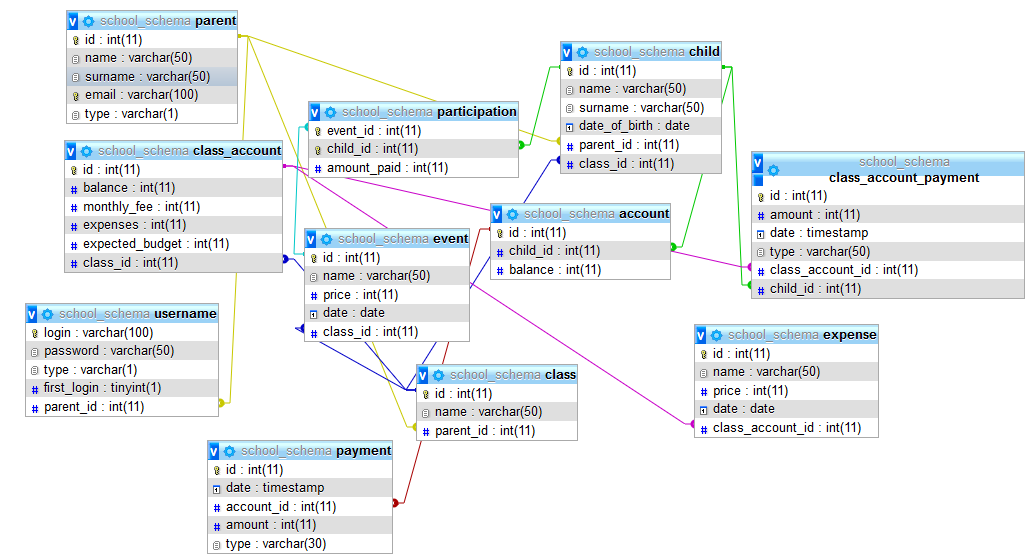 school_schema parent
id : int(11)
name : varchar(50)
surname : varchar(50)
email : varchar(100)
type : varchar(1)
school_schema child
id : int(11)
name : varchar(50)
surname : varchar(50)
date_of_birth : date
parent_id : int(11)
class_id : int(11)
school_schema participation
event_id : int(11)
child_id : int(11)
amount_paid : int(11)
school_schema class_account
id : int(11)
balance : int(11)
monthly_fee : int(11)
expenses : int(11)
expected_budget : int(11)
class_id : int(11)
school_schema
class_account_payment
id : int(11)
amount : int(11)
date : timestamp
type : varchar(50)
class_account_id : int(11)
child_id : int(11)
school_schema account
id : int(11)
child_id : int(11)
balance : int(11)
school_schema event
id : int(11)
name : varchar(50)
price : int(11)
date : date
class_id : int(11)
school_schema username
login : varchar(100)
password : varchar(50)
type : varchar(1)
first_login : tinyint(1)
parent_id : int(11)
school_schema expense
id : int(11)
name : varchar(50)
price : int(11)
date : date
class_account_id : int(11)
school_schema class
id : int(11)
name : varchar(50)
parent_id : int(11)
school_schema payment
id : int(11)
date : timestamp
account_id : int(11)
amount : int(11)
type : varchar(30)